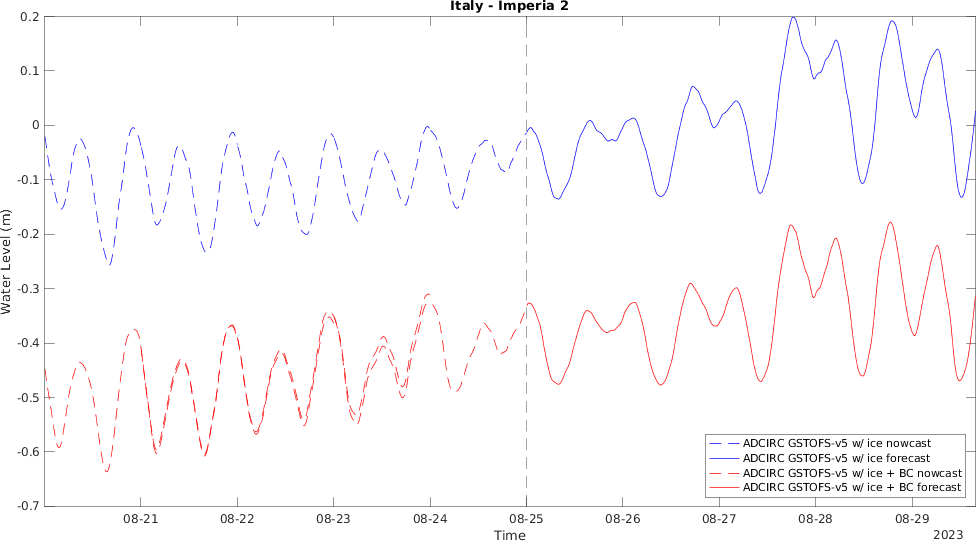 Italy - Imperia 2
0.2
0.1
0
-0.1
-0.2
-0.3
-0.4
-0.5
-0.6
-0.7
Water Level (m)
08-21 08-22 08-23 08-24 08-25 08-26 08-27 08-28 08-29
Time
2023
ADCIRC GSTOFS-v5 w/ ice nowcast
ADCIRC GSTOFS-v5 w/ ice forecast
ADCIRC GSTOFS-v5 w/ ice + BC nowcast
ADCIRC GSTOFS-v5 w/ ice + BC forecast